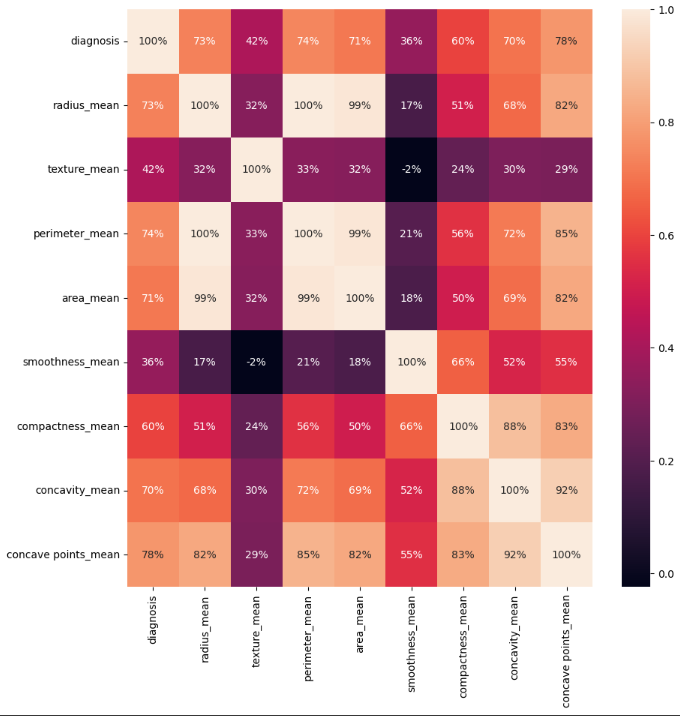 diagnosis 100% 73% 42% 74% 71% 36% 60% 70% 78%
radius_mean 73% 100% 32% 100% 99% 17% 51% 68% 82%
texture_mean 42% 32% 100% 33% 32% -2% 24% 30% 29%
perimeter_mean 74% 100% 33% 100% 99% 21% 56% 72% 85%
area_mean 71% 99% 32% 99% 100% 18% 50% 69% 82%
smoothness_mean 36% 17% -2% 21% 18% 100% 66% 52% 55%
compactness_mean 60% 51% 24% 56% 50% 66% 100% 88% 83%
concavity_mean 70% 68% 30% 72% 69% 52% 88% 100% 92%
concave points_mean 78% 82% 29% 85% 82% 55% 83% 92% 100%
diagnosis
radius_mean
texture_mean
perimeter_mean
area_mean
smoothness_mean
compactness_mean
concavity_mean
concave points_mean
1.0
0.8
0.6
0.4
0.2
0.0